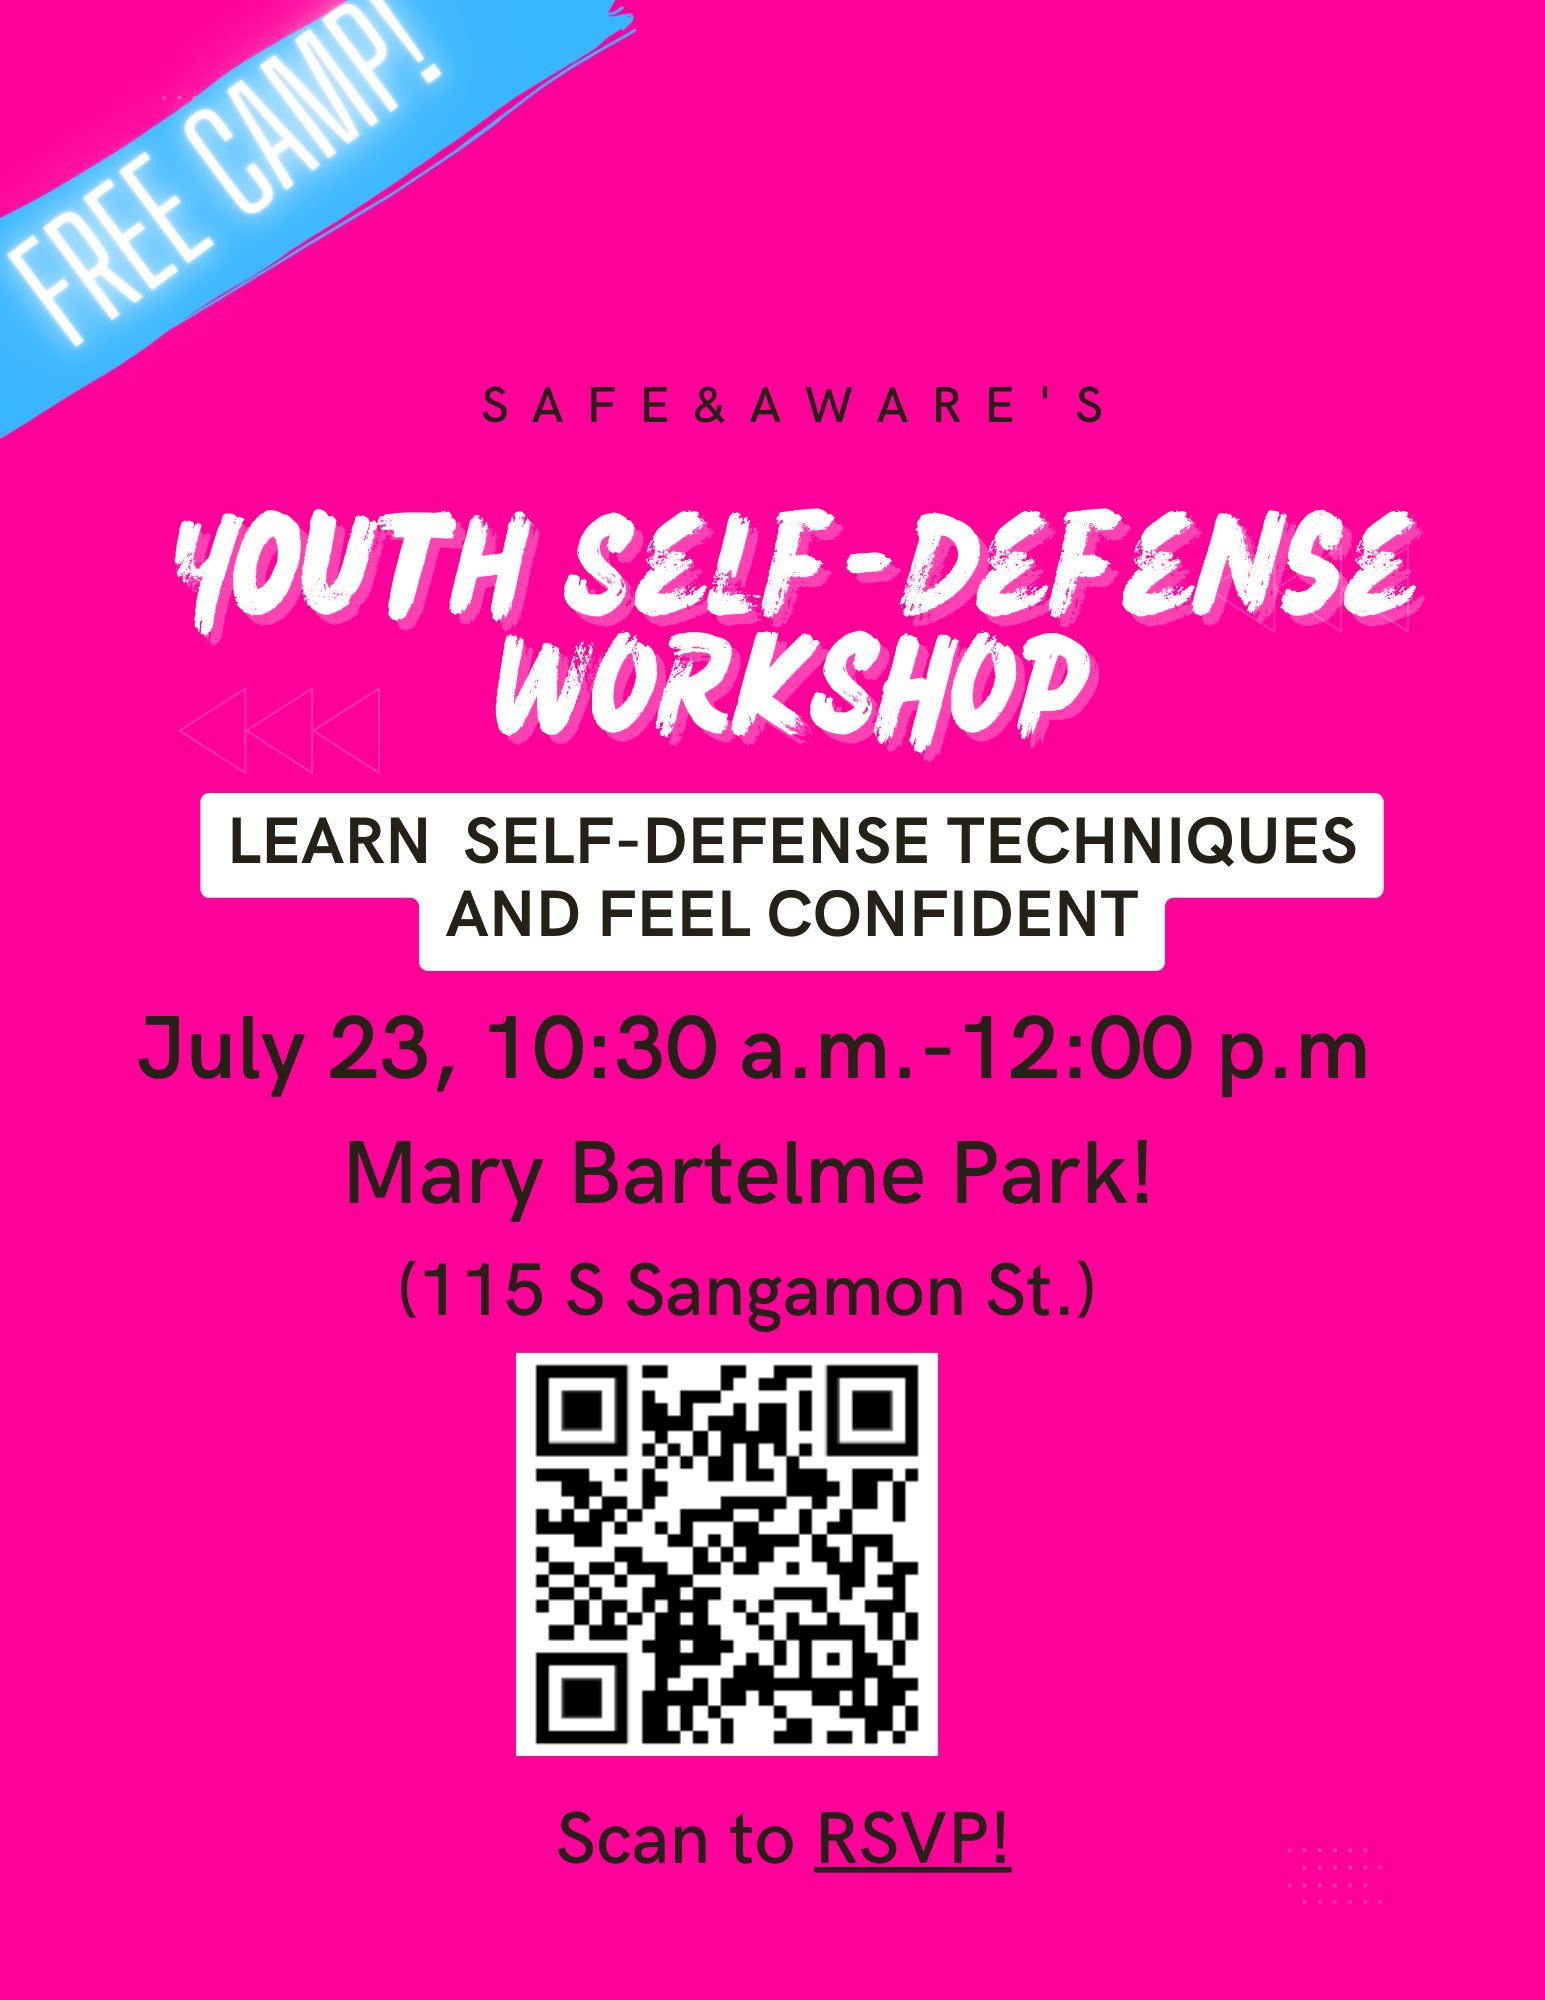 FREE CAMP!
SAFE&AWARE'S
YOUTH SELF-DEFENSE
WORKSHOP
LEARN SELF-DEFENSE TECHNIQUES
AND FEEL CONFIDENT
July 23, 10:30 a.m.-12:00 p.m
Mary Bartelme Park!
(115 S Sangamon St.)
Scan to RSVP!